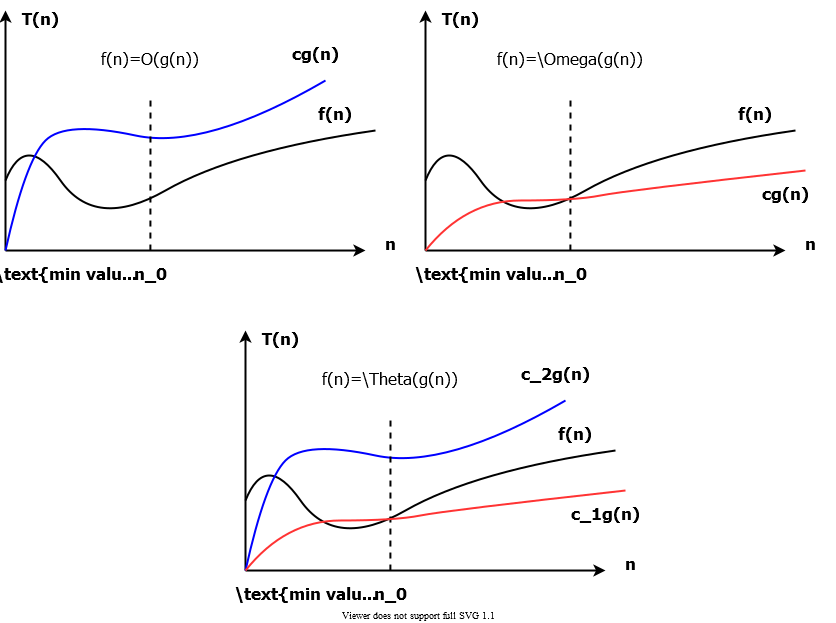 T(n)
f(n)=O(g(n))
cg(n)
f(n)
n
\text{min valu...n_0
T(n)
f(n)=\Omega(g(n))
f(n)
cg(n)
n
\text{min valu...n_0
T(n)
f(n)=\Theta(g(n))
c_2g(n)
f(n)
c_1g(n)
n
\text{min valu...n_0
Viewer does not support full SVG 1.1